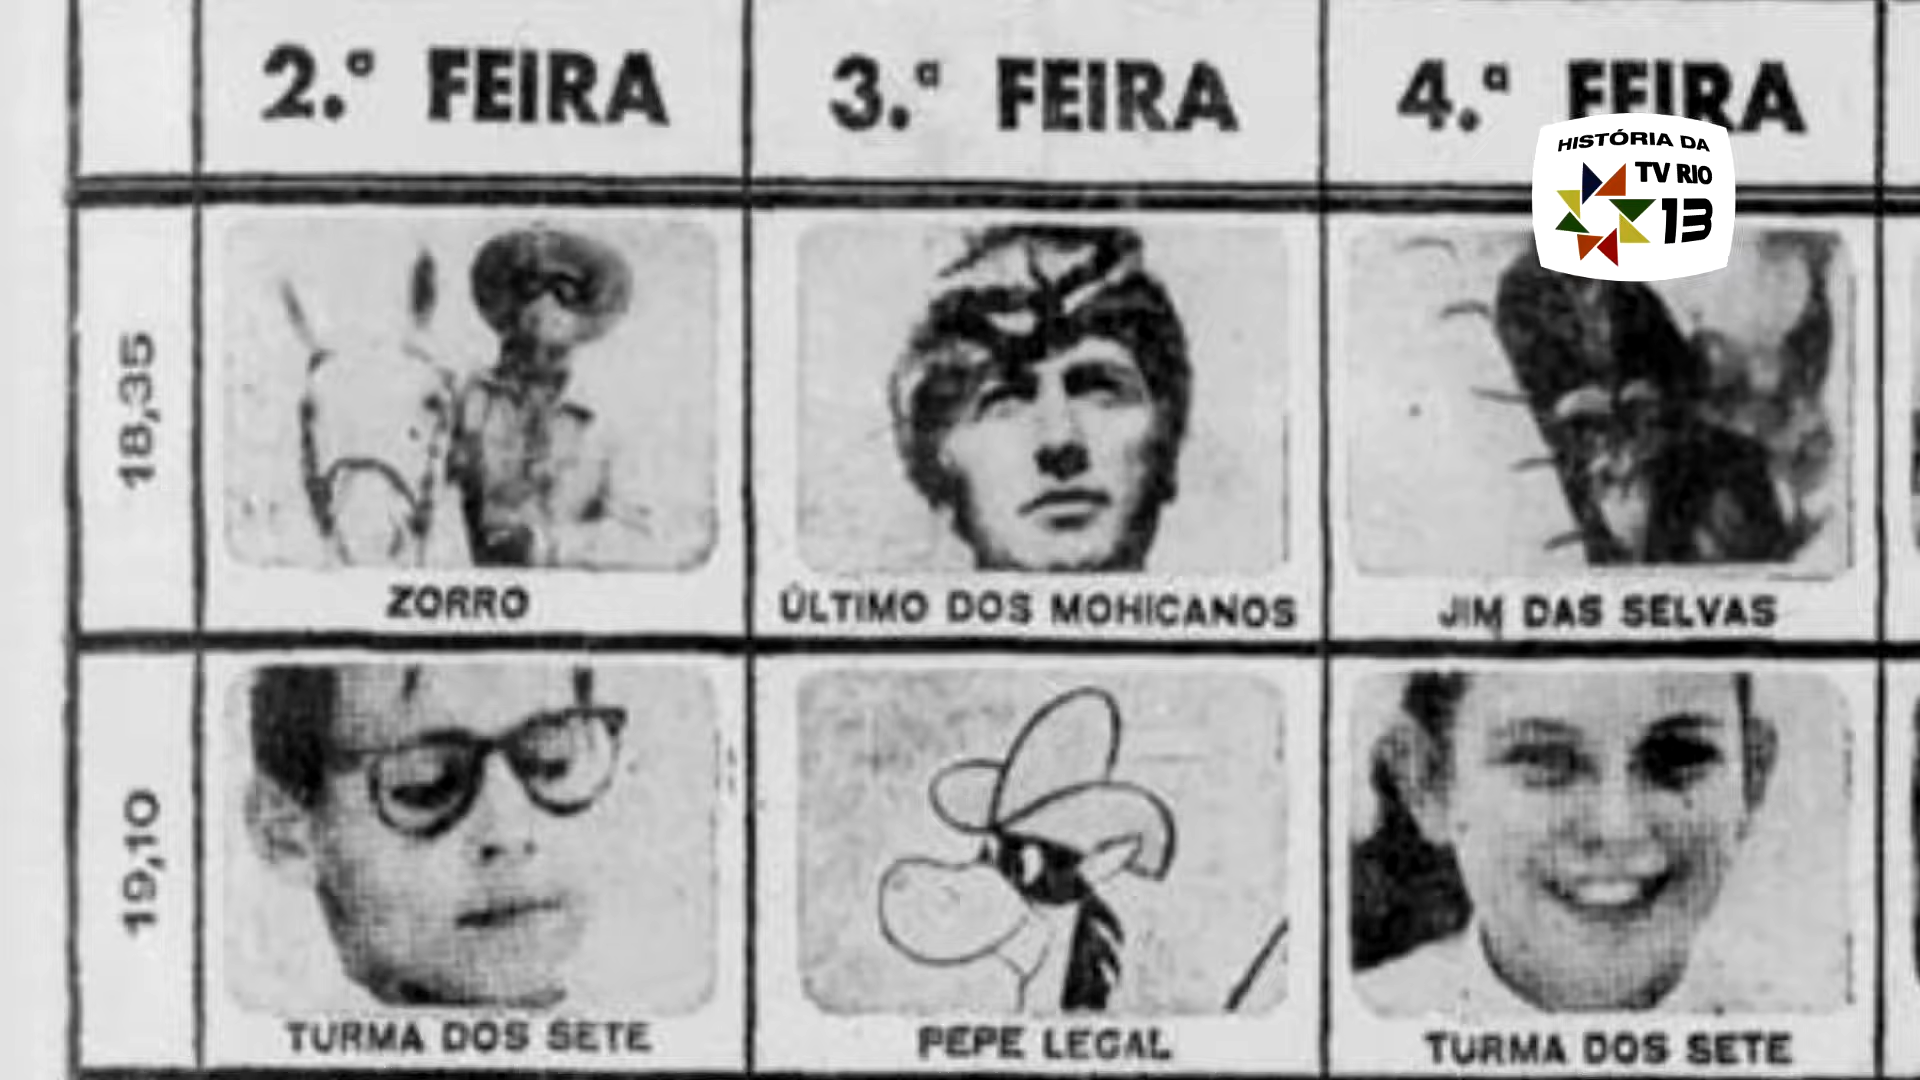 2.ª FEIRA
3.ª FEIRA
4.ª FEIRA
HISTÓRIA DA
TV RIO
13
18,35
ZORRO
ÚLTIMO DOS MOHICANOS
JIM DAS SELVAS
19,10
TURMA DOS SETE
PEPE LEGAL
TURMA DOS SETE